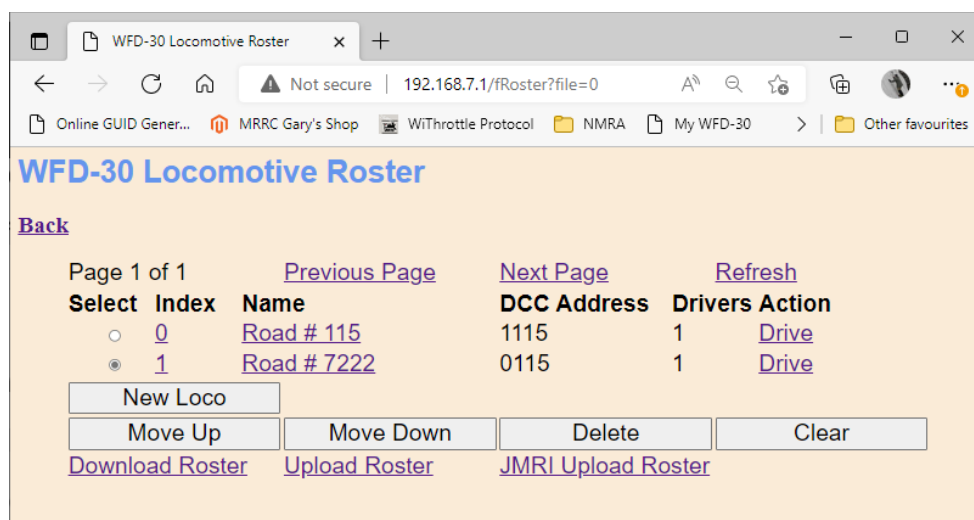 WFD-30 Locomotive Roster
Not secure | 192.168.7.1/fRoster?file=0
Online GUID Gener... MRRC Gary's Shop WiThrottle Protocol NMRA My WFD-30 Other favourites
WFD-30 Locomotive Roster
Back
Page 1 of 1 Previous Page Next Page Refresh
Select Index Name DCC Address Drivers Action
0 Road # 115 1115 1 Drive
1 Road # 7222 0115 1 Drive
New Loco
Move Up Move Down Delete Clear
Download Roster Upload Roster JMRI Upload Roster